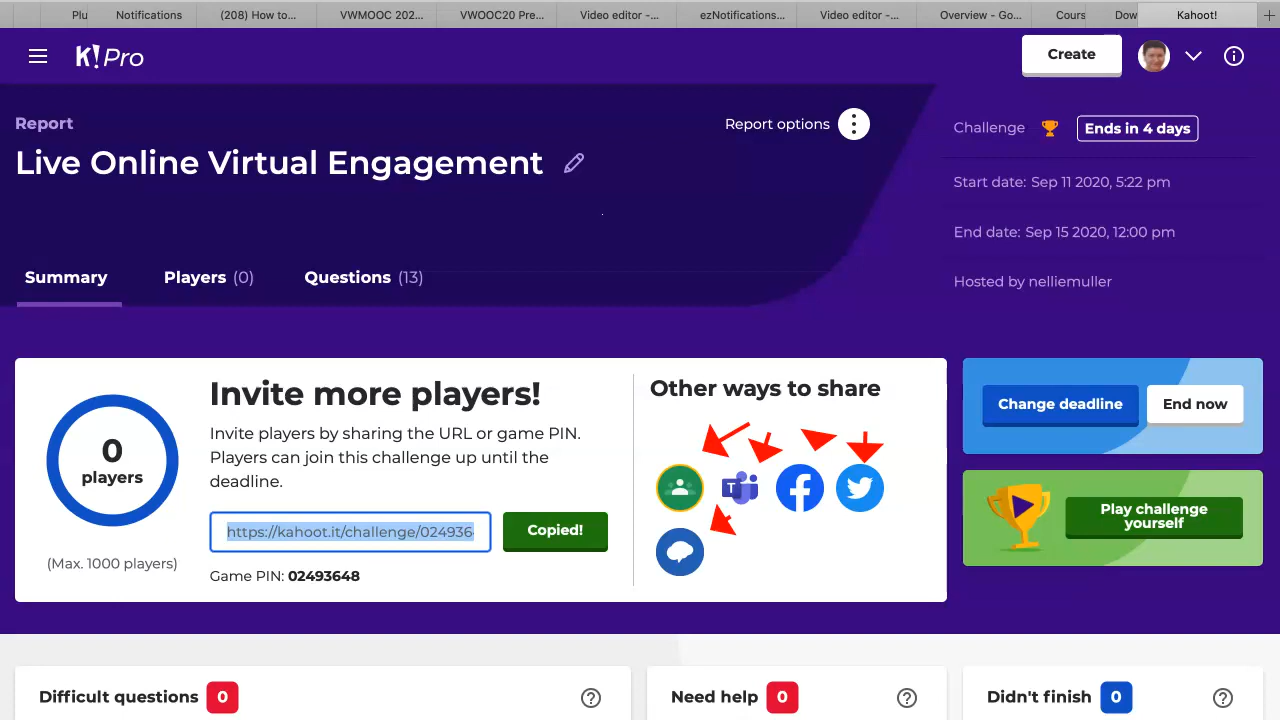 Plu
Notifications
(208) How to...
VWMOOC 202...
VWOOC20 Pre...
Video editor -...
ezNotifications...
Video editor -...
Overview - Go...
Cours
Dow
Kahoot!
K! Pro
Create
Report
Report options
Live Online Virtual Engagement
Challenge
Ends in 4 days
Start date: Sep 11 2020, 5:22 pm
End date: Sep 15 2020, 12:00 pm
Hosted by nelliemuller
Summary
Players (0)
Questions (13)
0
players
(Max. 1000 players)
Invite more players!
Invite players by sharing the URL or game PIN.
Players can join this challenge up until the
deadline.
https://kahoot.it/challenge/024936
Copied!
Game PIN: 02493648
Other ways to share
Change deadline
End now
Play challenge
yourself
Difficult questions 0
Need help 0
Didn't finish 0